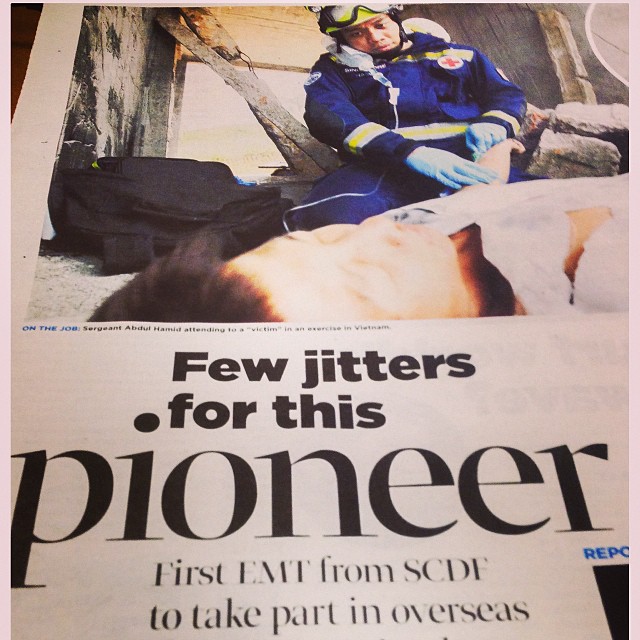 ON THE JOB: Sergeant Abdul Hamid attending to a "victim" in an exercise in Vietnam.
Few jitters
for this
pioneer
REPO
First EMT from SCDF
to take part in overseas